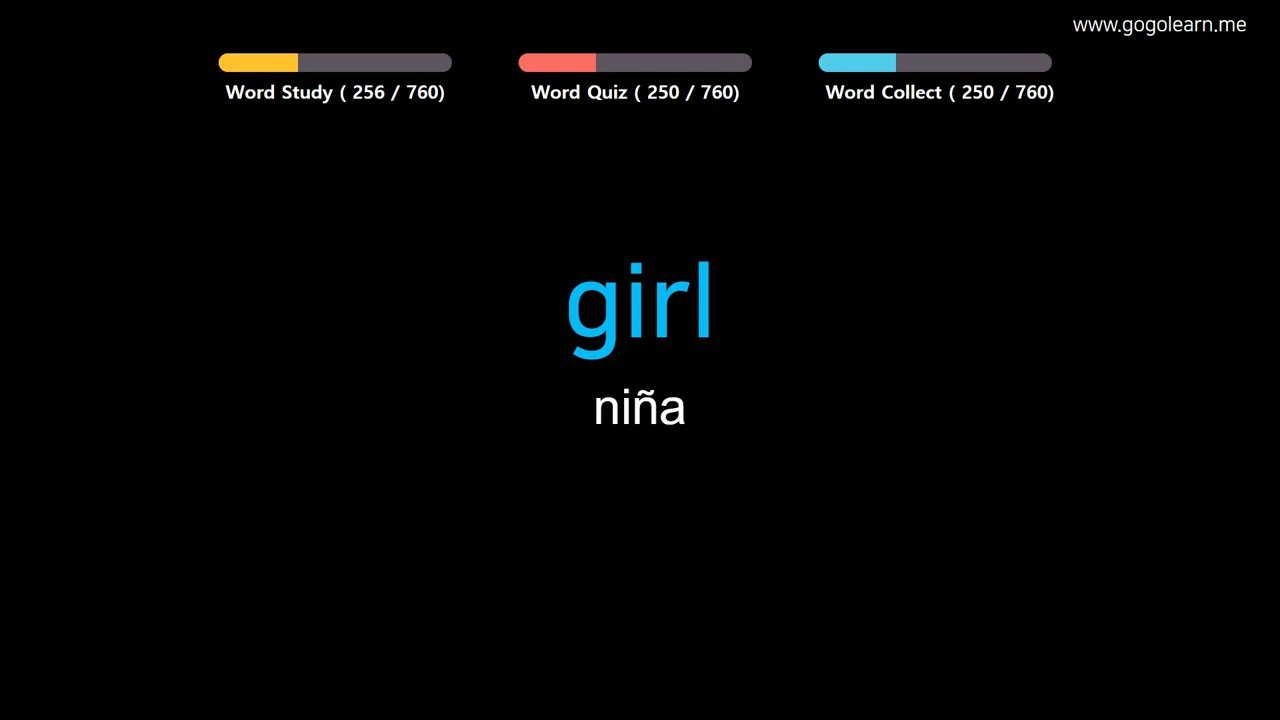 www.gogolearn.me
Word Study ( 256 / 760)
Word Quiz ( 250 / 760)
Word Collect ( 250 / 760)
girl
niña